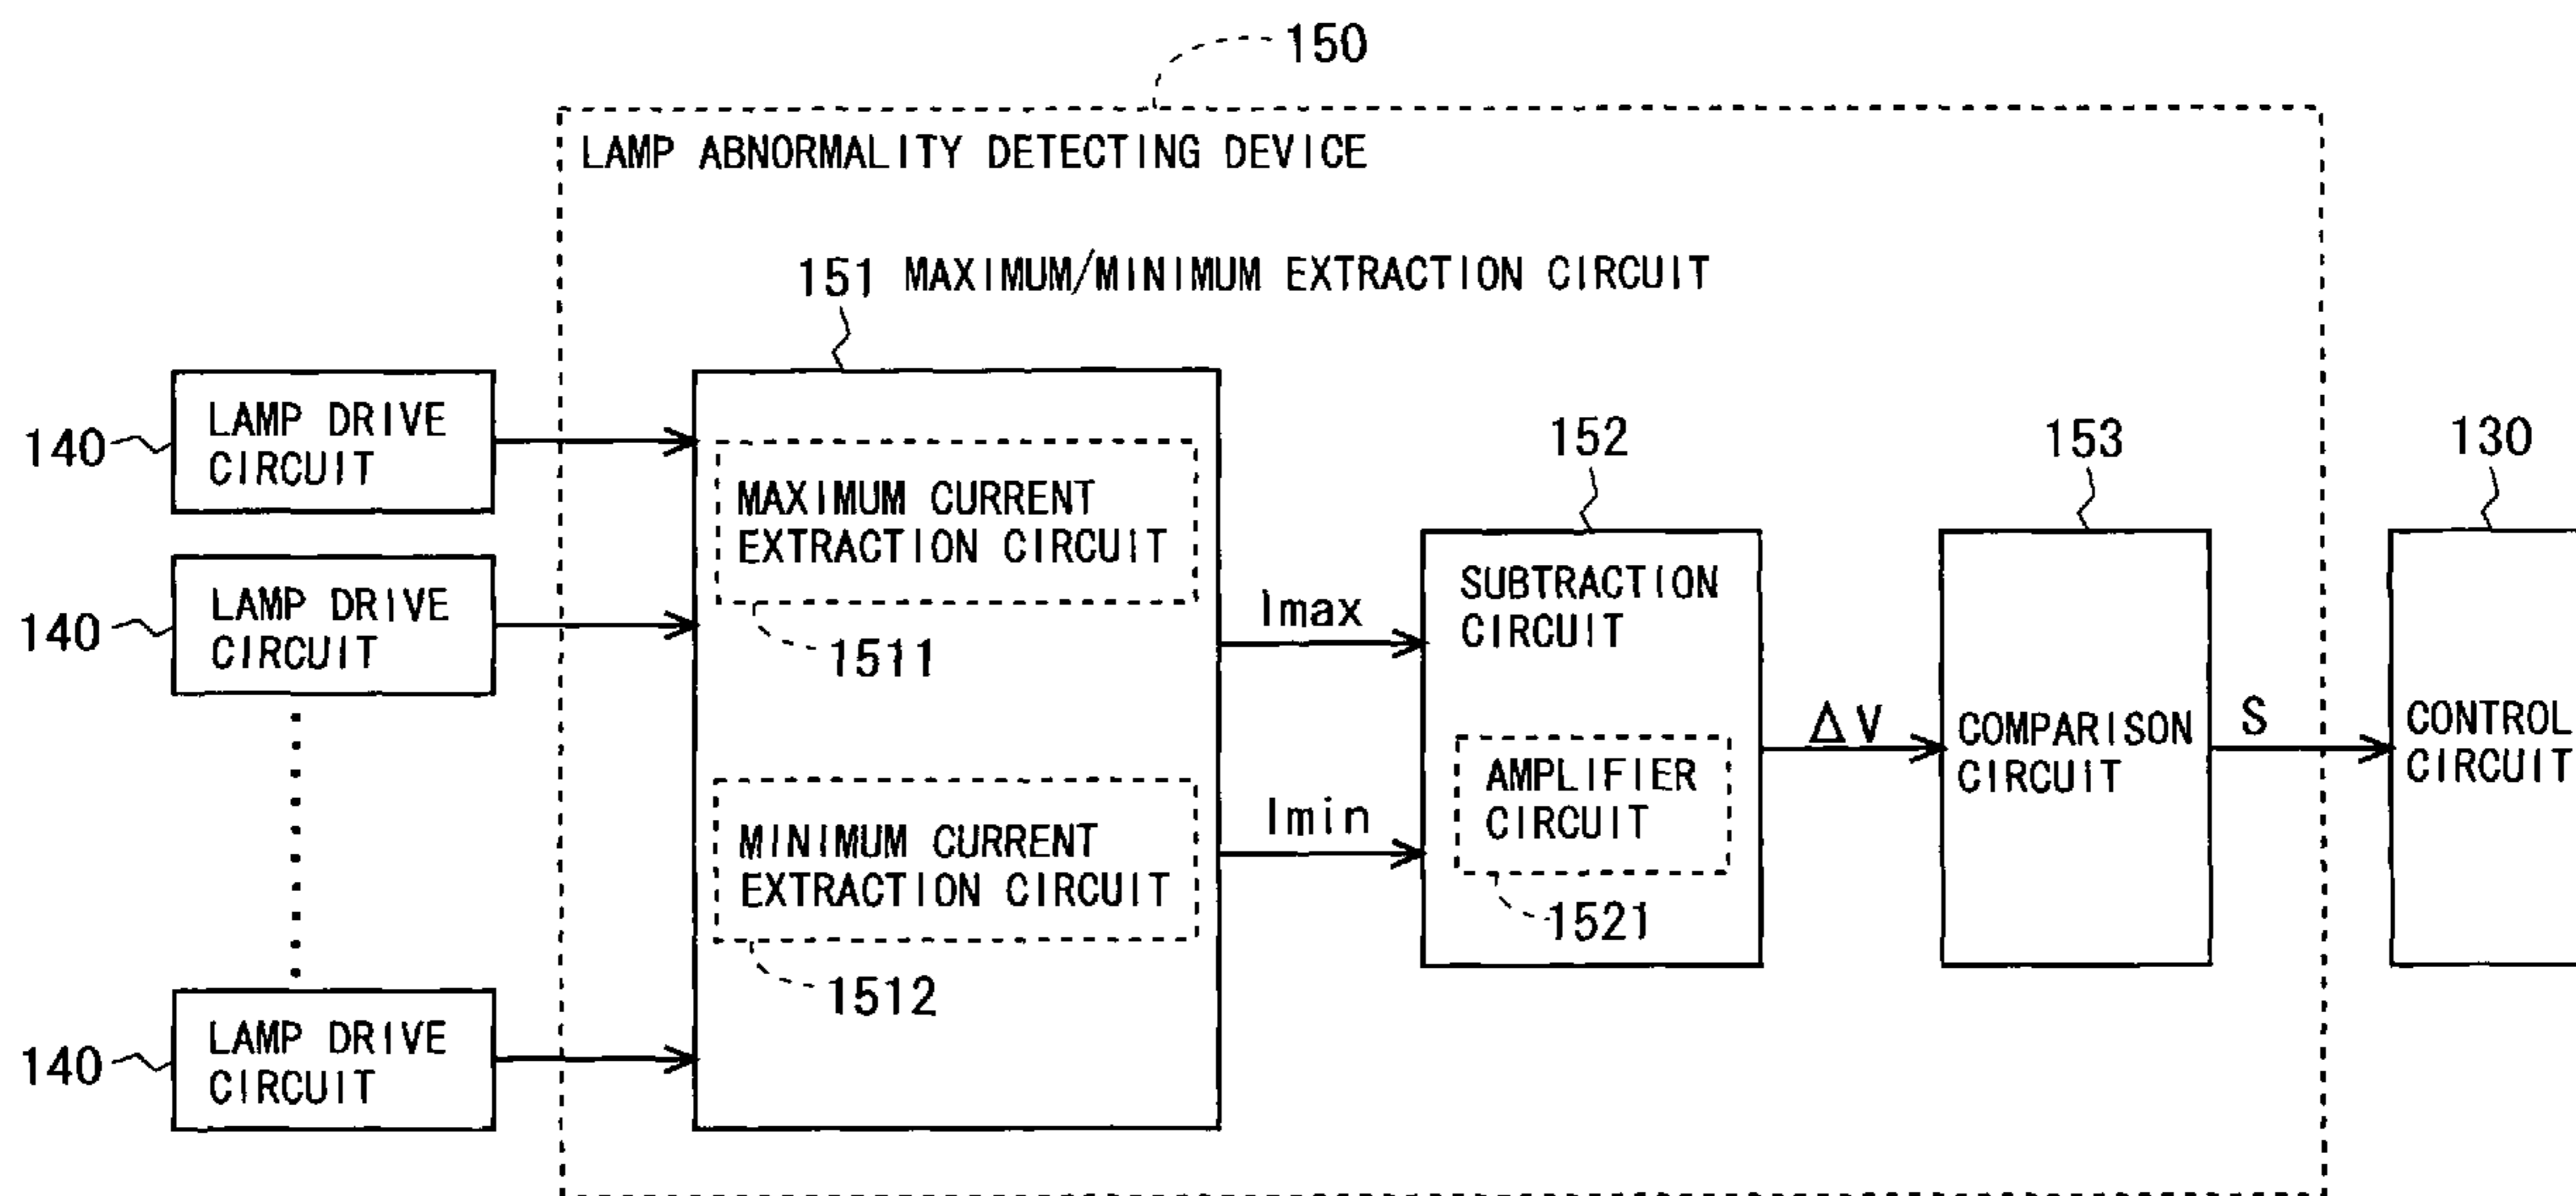 150
LAMP ABNORMALITY DETECTING DEVICE
151 MAXIMUM/MINIMUM EXTRACTION CIRCUIT
140
LAMP DRIVE
CIRCUIT
140
LAMP DRIVE
CIRCUIT
140
LAMP DRIVE
CIRCUIT
MAXIMUM CURRENT
EXTRACTION CIRCUIT
1511
MINIMUM CURRENT
EXTRACTION CIRCUIT
1512
Imax
Imin
152
SUBTRACTION
CIRCUIT
AMPLIFIER
CIRCUIT
1521
ΔV
153
COMPARISON
CIRCUIT
S
130
CONTROL
CIRCUIT